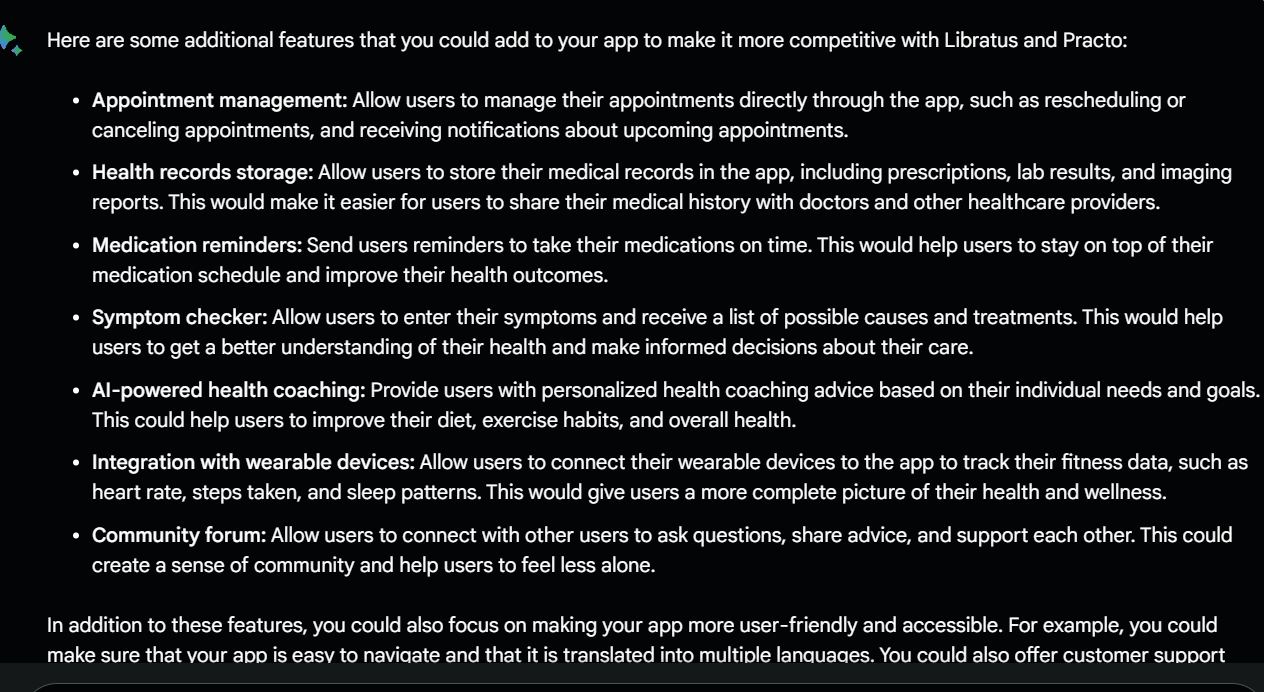 Here are some additional features that you could add to your app to make it more competitive with Libratus and Practo:
• Appointment management: Allow users to manage their appointments directly through the app, such as rescheduling or
canceling appointments, and receiving notifications about upcoming appointments.
• Health records storage: Allow users to store their medical records in the app, including prescriptions, lab results, and imaging
reports. This would make it easier for users to share their medical history with doctors and other healthcare providers.
• Medication reminders: Send users reminders to take their medications on time. This would help users to stay on top of their
medication schedule and improve their health outcomes.
• Symptom checker: Allow users to enter their symptoms and receive a list of possible causes and treatments. This would help
users to get a better understanding of their health and make informed decisions about their care.
• AI-powered health coaching: Provide users with personalized health coaching advice based on their individual needs and goals.
This could help users to improve their diet, exercise habits, and overall health.
• Integration with wearable devices: Allow users to connect their wearable devices to the app to track their fitness data, such as
heart rate, steps taken, and sleep patterns. This would give users a more complete picture of their health and wellness.
• Community forum: Allow users to connect with other users to ask questions, share advice, and support each other. This could
create a sense of community and help users to feel less alone.
In addition to these features, you could also focus on making your app more user-friendly and accessible. For example, you could
make sure that your app is easy to navigate and that it is translated into multiple languages. You could also offer customer support